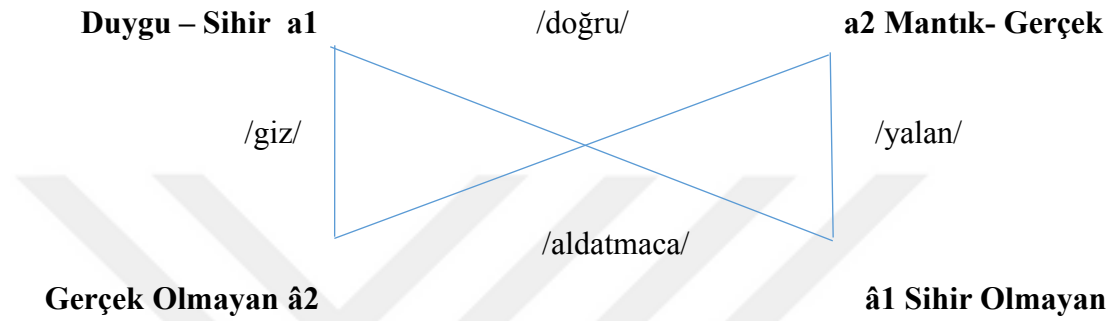 Duygu – Sihir a1 /doğru/ a2 Mantık- Gerçek
/giz/ /yalan/
/aldatmaca/
Gerçek Olmayan â2 â1 Sihir Olmayan